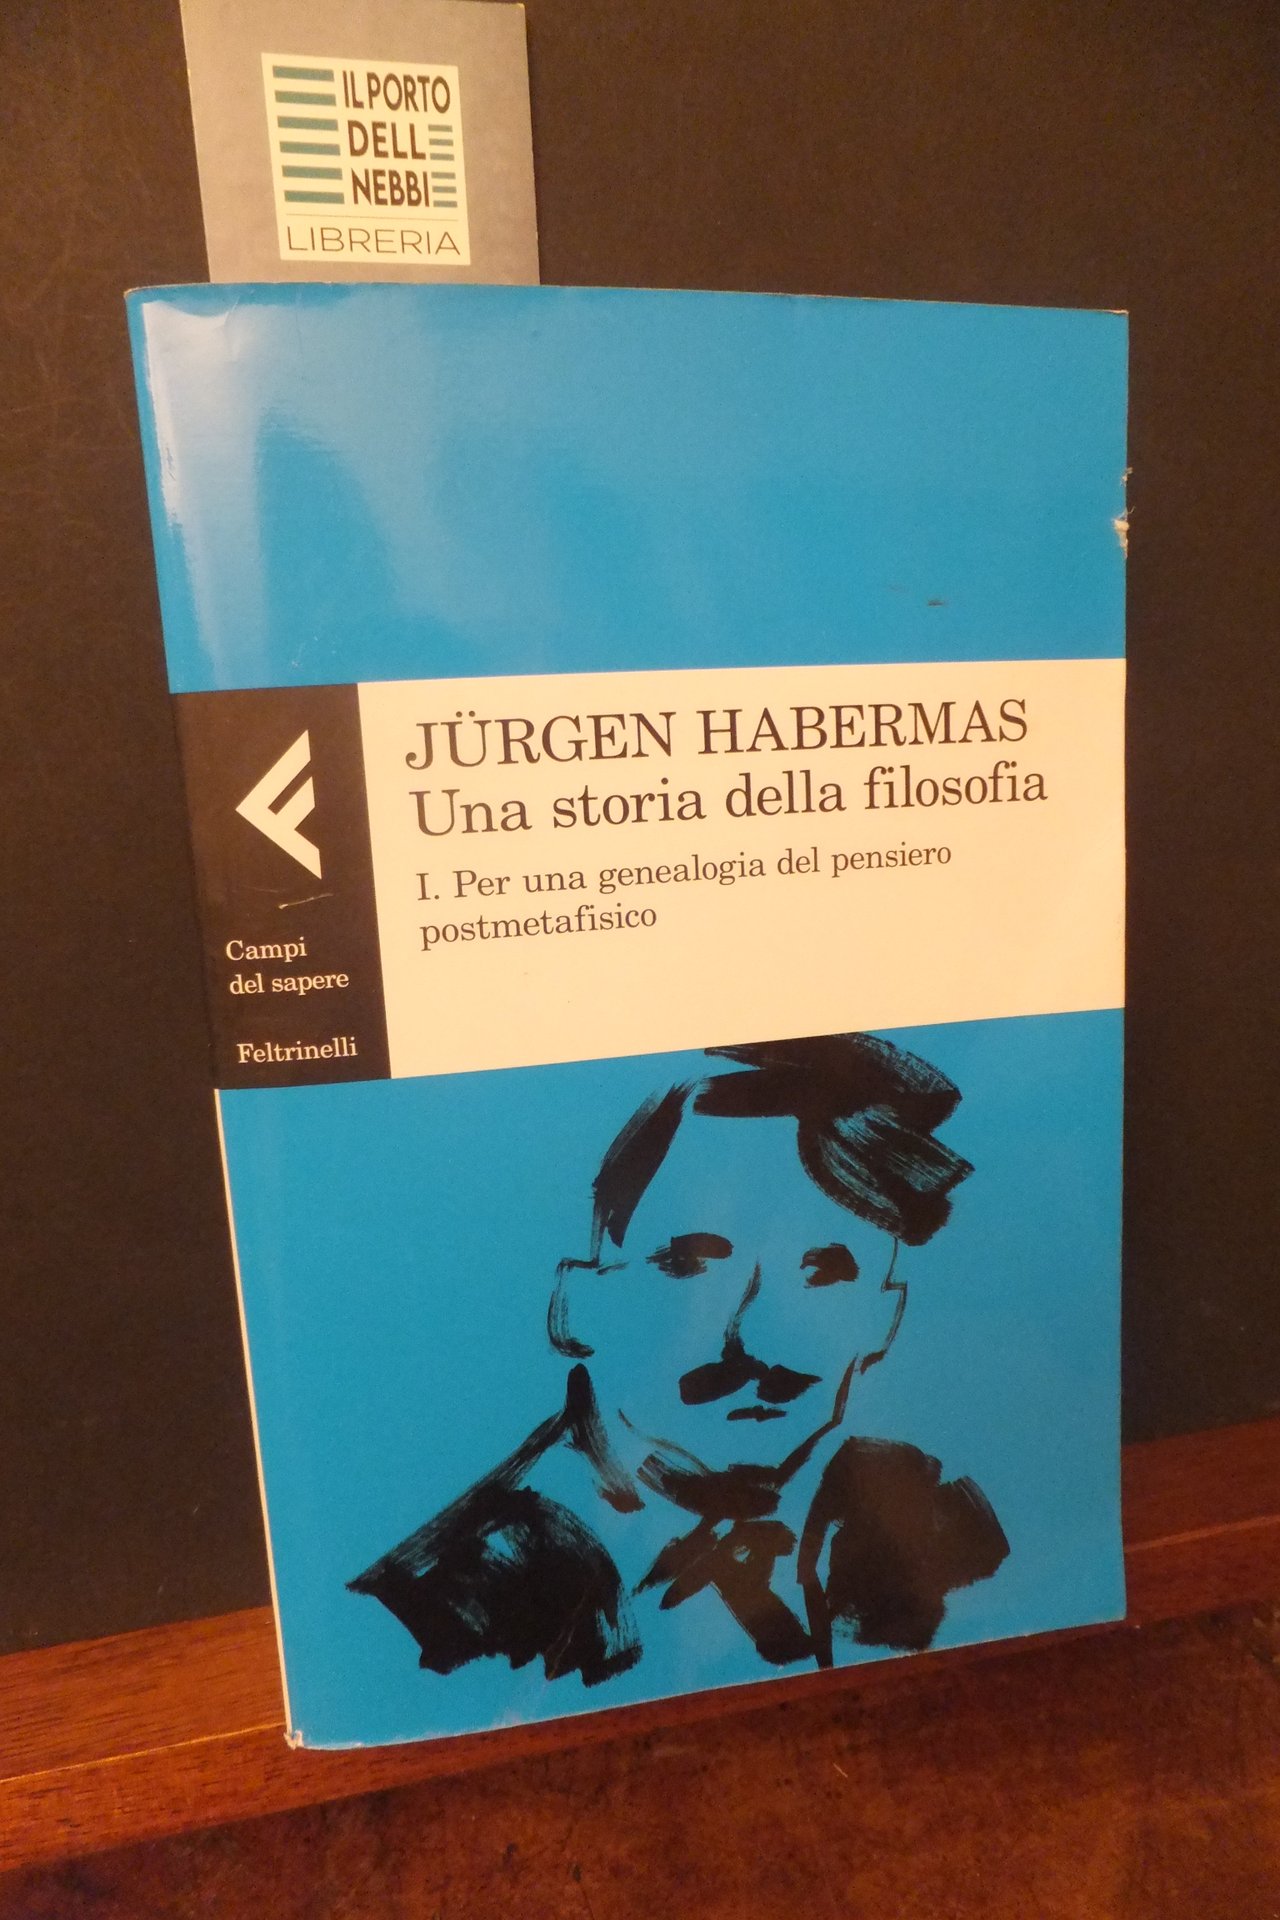 IL PORTO
DELLE
NEBBIE
LIBRERIA
JÜRGEN HABERMAS
Una storia della filosofia
I. Per una genealogia del pensiero
postmetafisico
Campi
del sapere
Feltrinelli